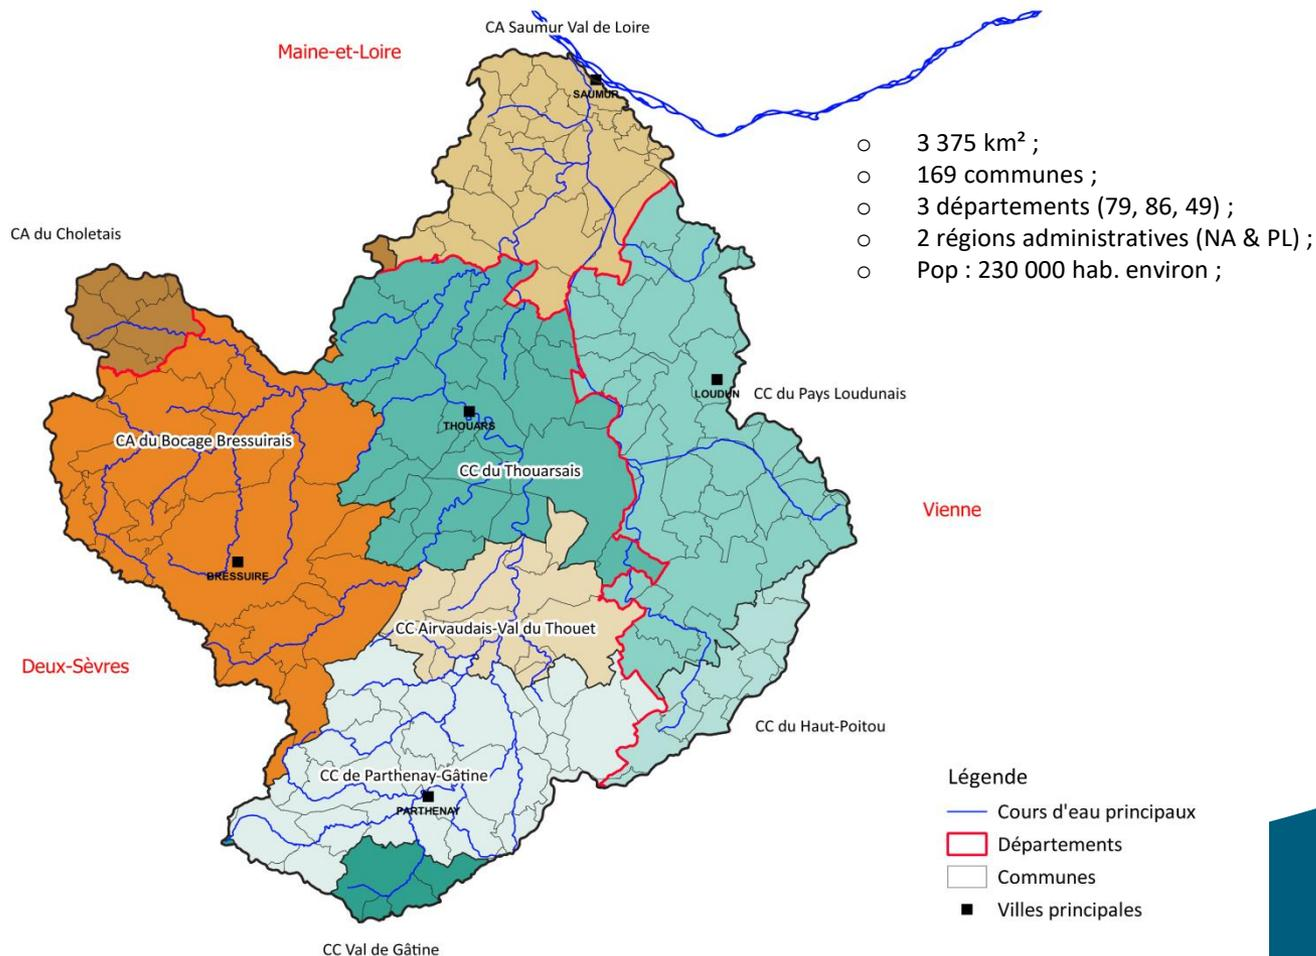 CA Saumur Val de Loire
Maine-et-Loire
SAUMUR
o 3 375 km² ;
o 169 communes ;
o 3 départements (79, 86, 49) ;
o 2 régions administratives (NA & PL) ;
o Pop : 230 000 hab. environ ;
CA du Choletais
LOUDUN
CC du Pays Loudunais
THOUARS
CA du Bocage Bressuirais
CC du Thouarsais
Vienne
BRESSUIRE
CC Airvaudais-Val du Thouet
Deux-Sèvres
CC du Haut-Poitou
CC de Parthenay-Gâtine
PARTHENAY
CC Val de Gâtine
Légende
Cours d'eau principaux
Départements
Communes
Villes principales